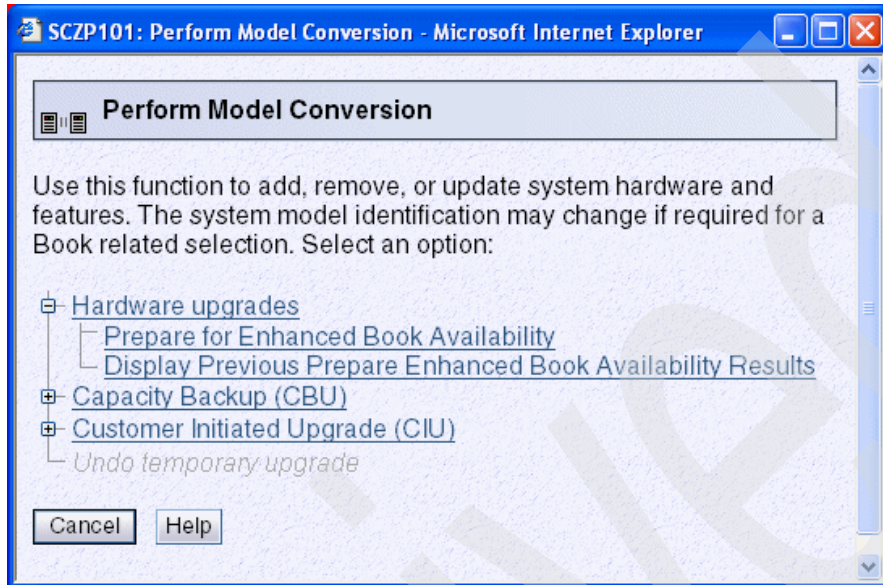 SCZP101: Perform Model Conversion - Microsoft Internet Explorer
Perform Model Conversion
Use this function to add, remove, or update system hardware and
features. The system model identification may change if required for a
Book related selection. Select an option:
Hardware upgrades
Prepare for Enhanced Book Availability
Display Previous Prepare Enhanced Book Availability Results
Capacity Backup (CBU)
Customer Initiated Upgrade (CIU)
Undo temporary upgrade
Cancel Help